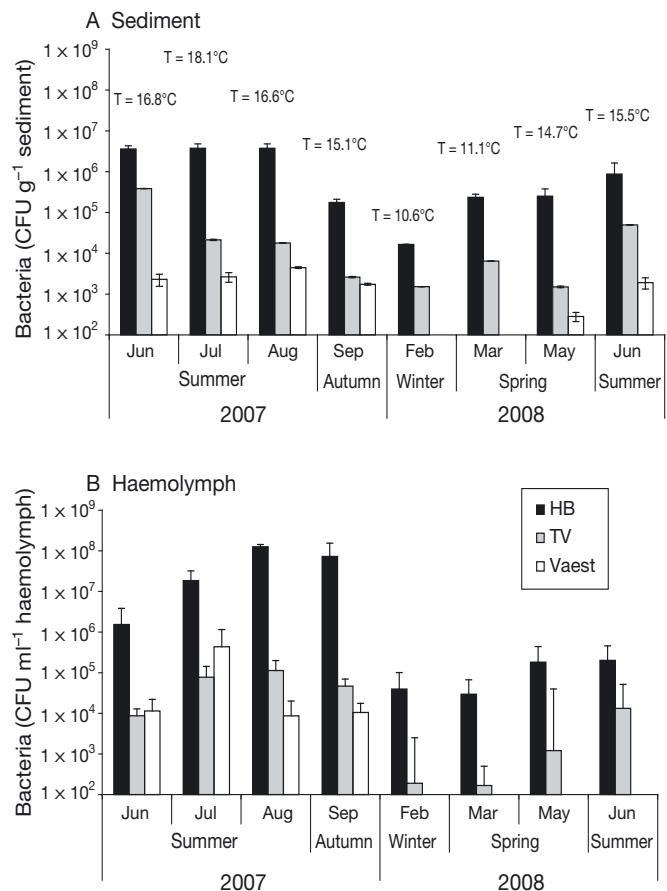 A Sediment
Bacteria (CFU g⁻¹ sediment)
1 × 10⁹
1 × 10⁸
1 × 10⁷
1 × 10⁶
1 × 10⁵
1 × 10⁴
1 × 10³
1 × 10²
T = 16.8°C
T = 18.1°C
T = 16.6°C
T = 15.1°C
T = 10.6°C
T = 11.1°C
T = 14.7°C
T = 15.5°C
Jun Jul Aug Sep Feb Mar May Jun
Summer Autumn Winter Spring Summer
2007 2008
B Haemolymph
Bacteria (CFU ml⁻¹ haemolymph)
1 × 10⁹
1 × 10⁸
1 × 10⁷
1 × 10⁶
1 × 10⁵
1 × 10⁴
1 × 10³
1 × 10²
HB
TV
Vaest
Jun Jul Aug Sep Feb Mar May Jun
Summer Autumn Winter Spring Summer
2007 2008